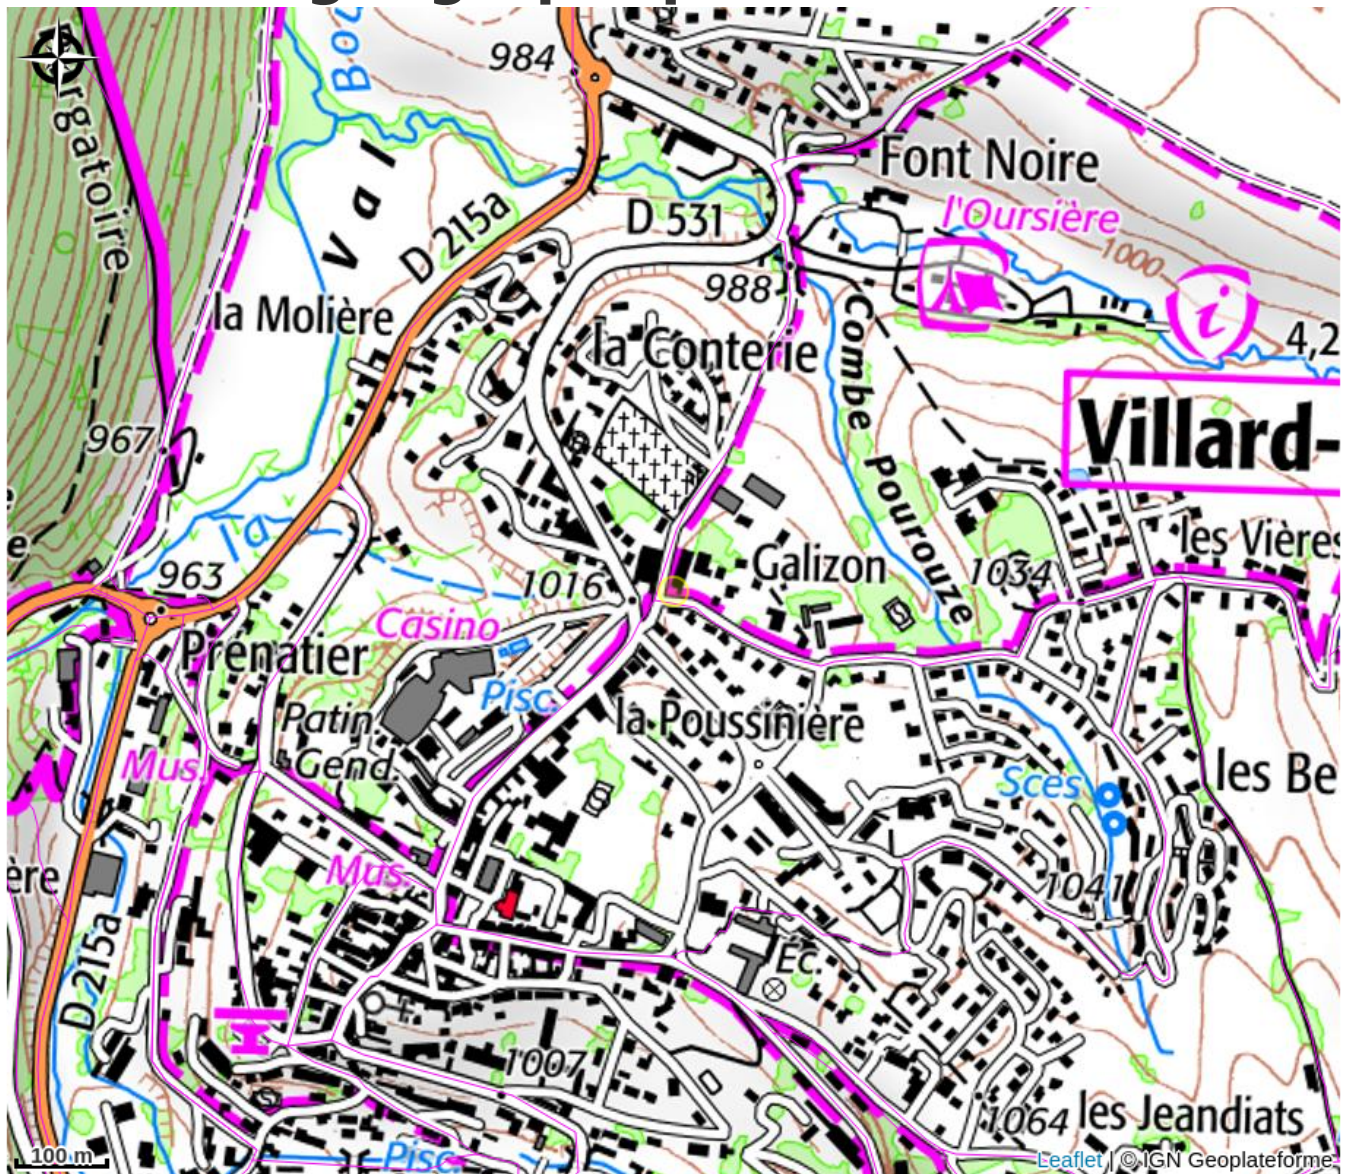 984
Font Noire
l'Oursière
D 531
D 215a
Val
1000
988
la Molière
la Conterie
4,2
Combe Pourouze
Villard-
967
les Vières
la
Galizon
1034
963
1016
Casino
Prénatier
Pisc.
Patin.
la Poussinière
Gend.
Mus.
Sces
les Be
Mus.
ère
1041
D 215a
Ec.
1007
1064
les Jeandiats
Pisc.
100 m
Leaflet | © IGN Geoplateforme